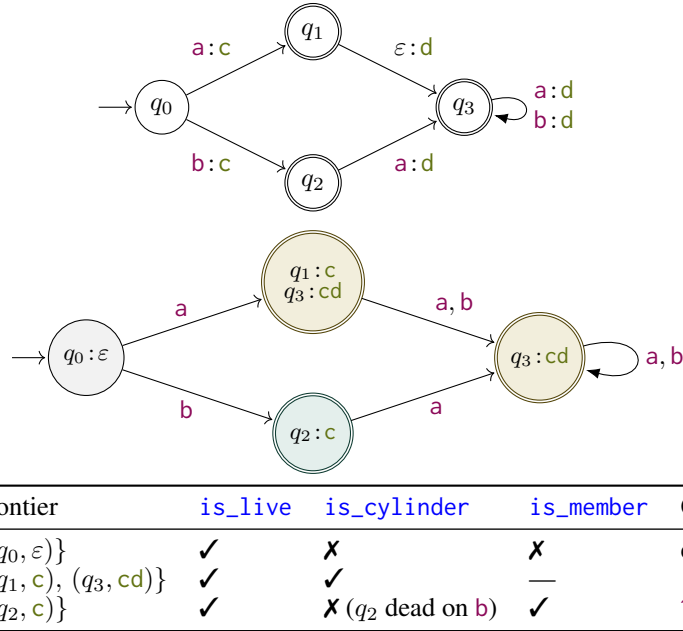 q₁
a:c
ε:d
q₀
q₃
a:d
b:d
b:c
a:d
q₂
q₁:c
q₃:cd
a
a, b
q₀:ε
q₃:cd
a, b
b
a
q₂:c
is_live is_cylinder is_member
q₀, ε)} ✓ ✗ ✗
q₁, c), (q₃, cd)} ✓ ✓ —
q₂, c)} ✓ ✗ (q₂ dead on b) ✓